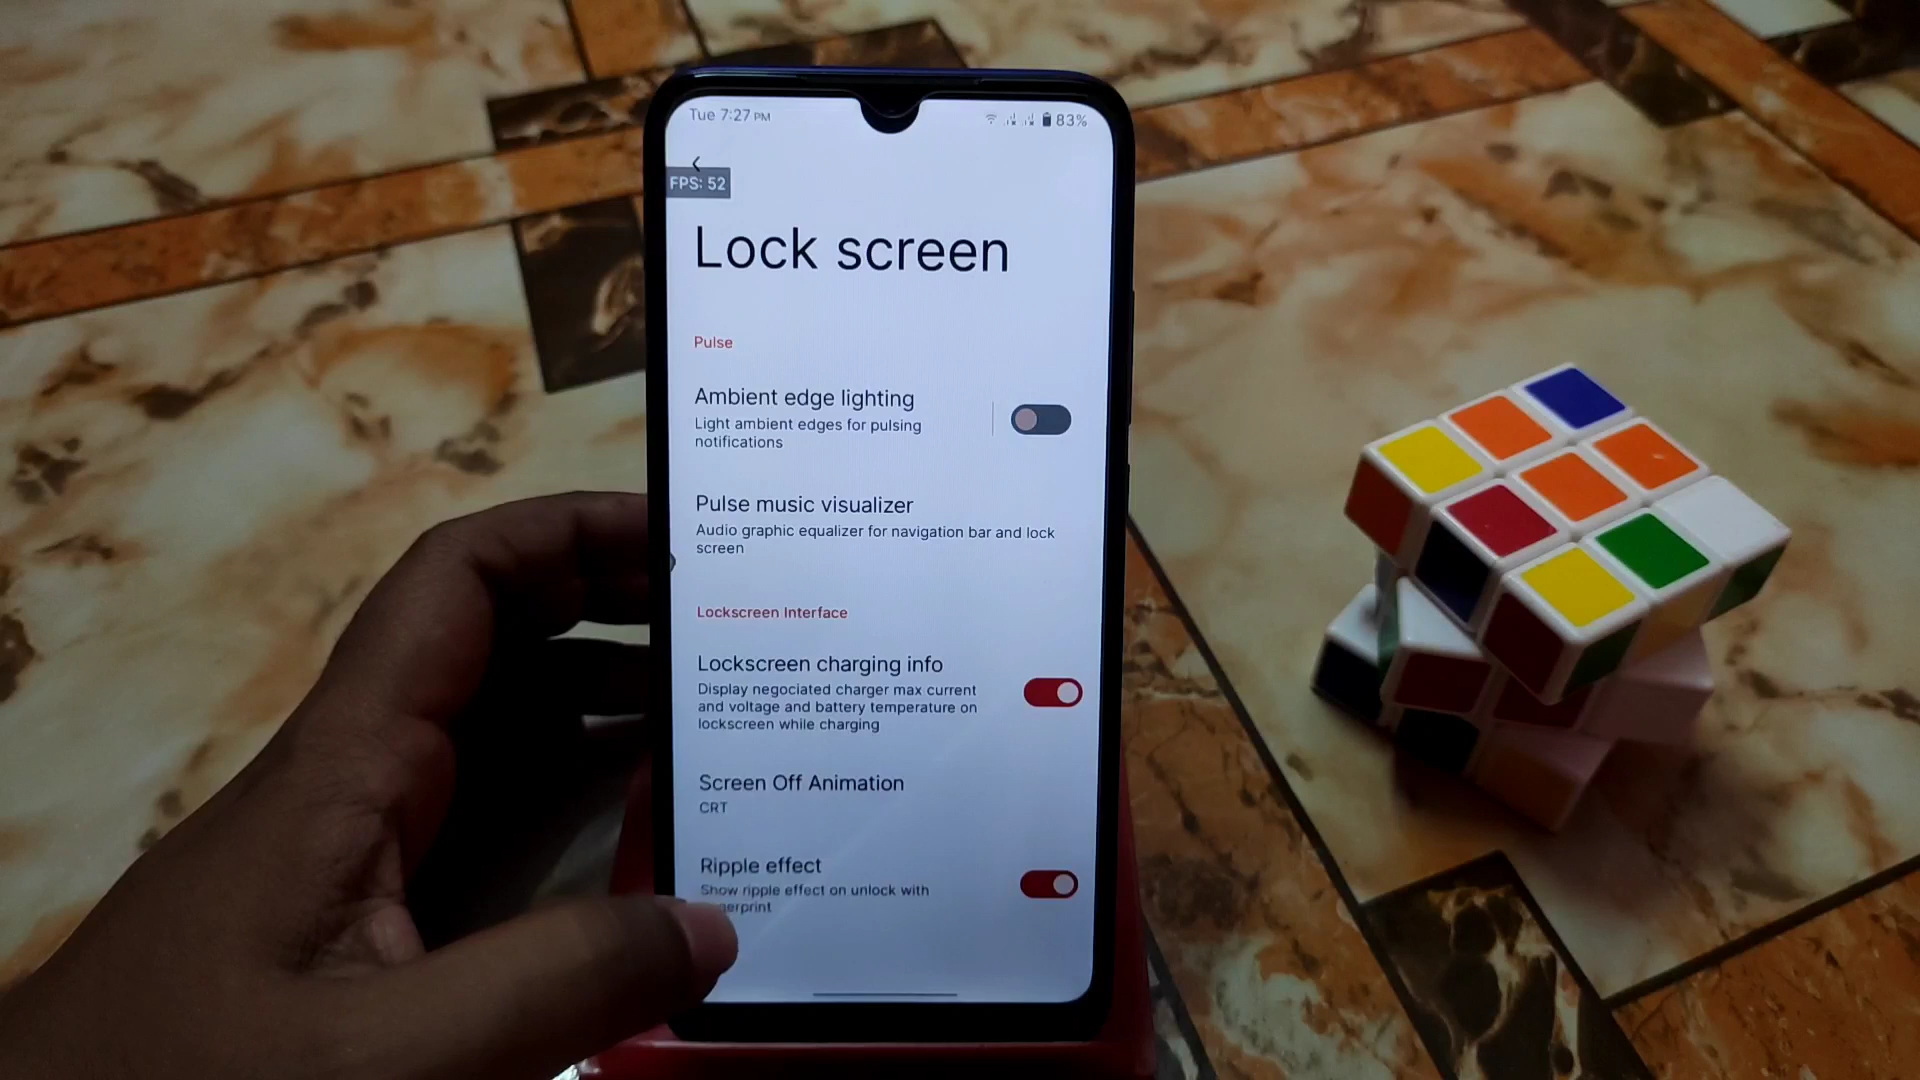 Tue 7:27 PM
83%
FPS: 52
Lock screen
Pulse
Ambient edge lighting
Light ambient edges for pulsing
notifications
Pulse music visualizer
Audio graphic equalizer for navigation bar and lock
screen
Lockscreen Interface
Lockscreen charging info
Display negociated charger max current
and voltage and battery temperature on
lockscreen while charging
Screen Off Animation
CRT
Ripple effect
Show ripple effect on unlock with